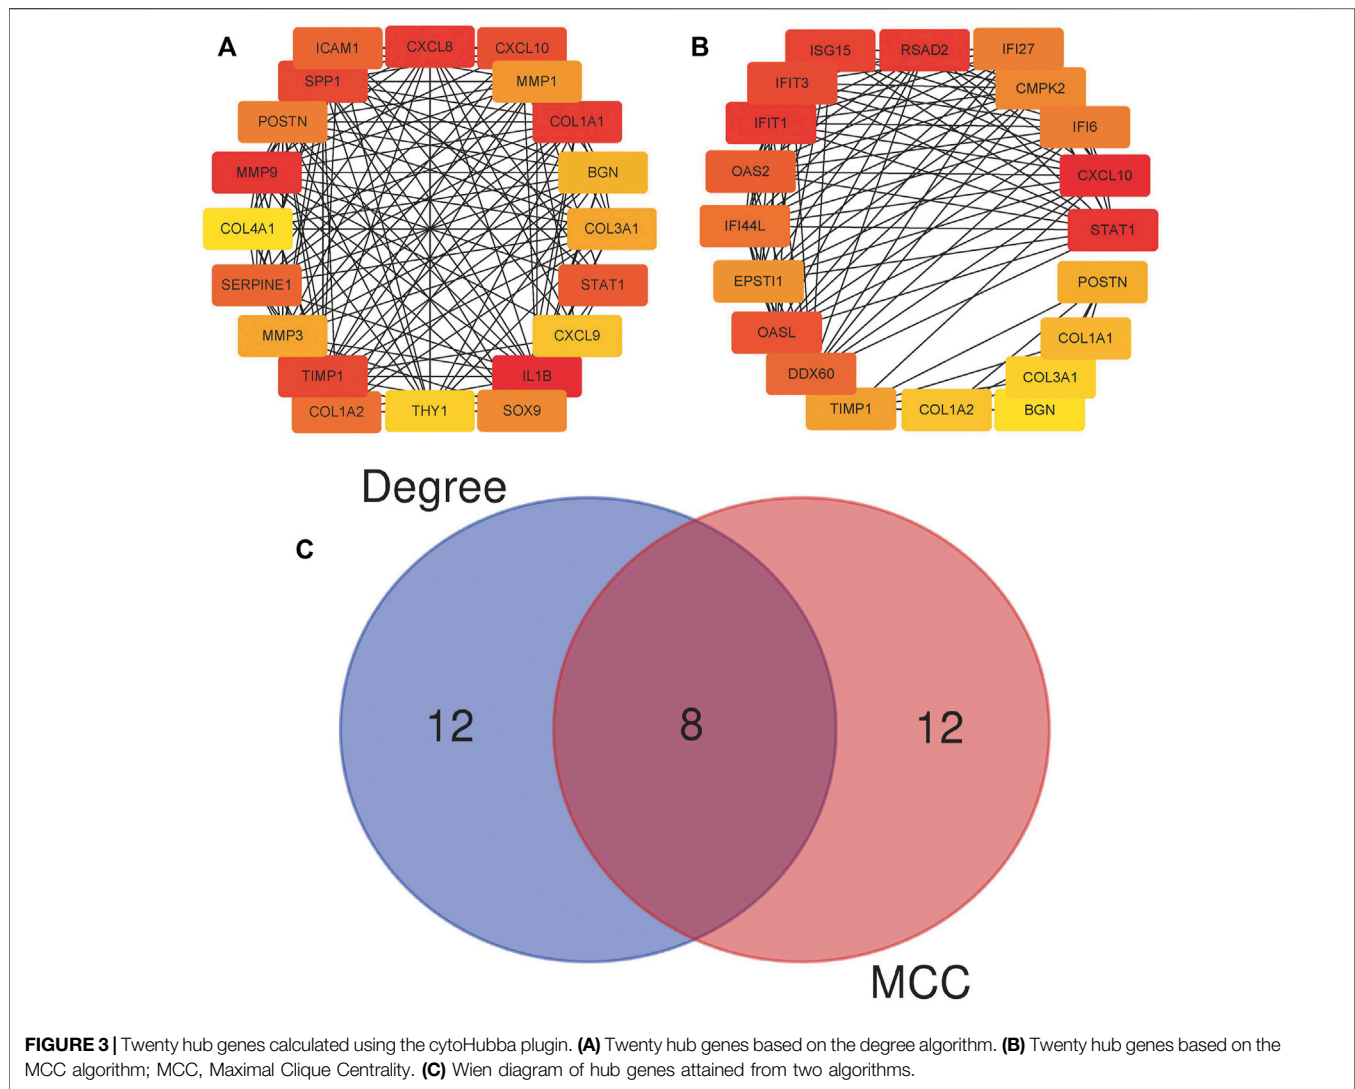 A
ICAM1
CXCL8
CXCL10
SPP1
MMP1
POSTN
COL1A1
MMP9
BGN
COL4A1
COL3A1
SERPINE1
STAT1
MMP3
CXCL9
TIMP1
IL1B
COL1A2
THY1
SOX9
B
ISG15
RSAD2
IFI27
IFIT3
CMPK2
IFIT1
IFI6
OAS2
CXCL10
IFI44L
STAT1
EPSTI1
POSTN
OASL
COL1A1
DDX60
COL3A1
TIMP1
COL1A2
BGN
Degree
C
12
8
12
MCC
FIGURE 3 | Twenty hub genes calculated using the cytoHubba plugin. (A) Twenty hub genes based on the degree algorithm. (B) Twenty hub genes based on the
MCC algorithm; MCC, Maximal Clique Centrality. (C) Wien diagram of hub genes attained from two algorithms.